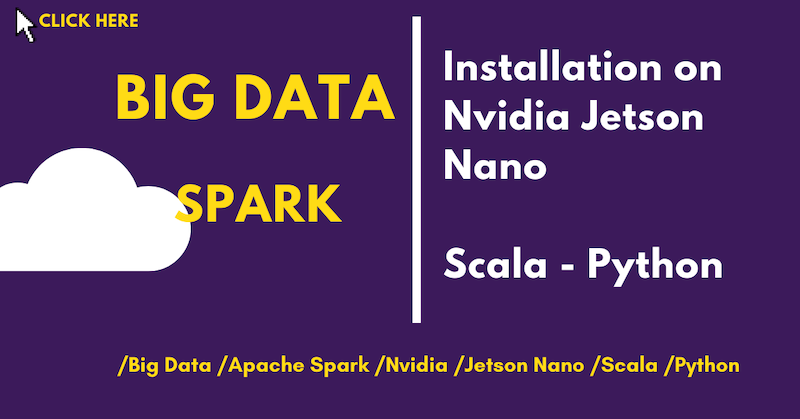 CLICK HERE
BIG DATA
SPARK
Installation on
Nvidia Jetson
Nano
Scala - Python
/Big Data /Apache Spark /Nvidia /Jetson Nano /Scala /Python